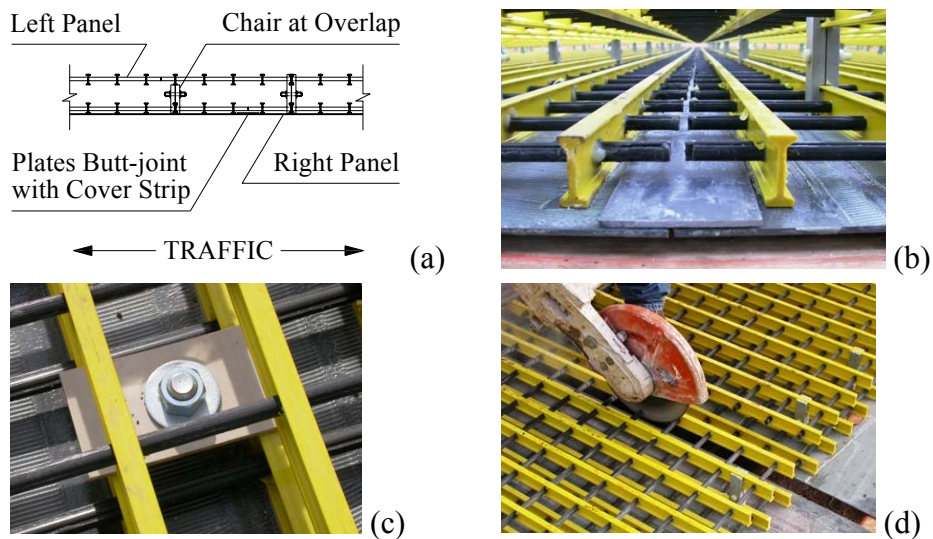 Left Panel
Chair at Overlap
Plates Butt-joint
with Cover Strip
Right Panel
TRAFFIC
(a)
(b)
(c)
(d)